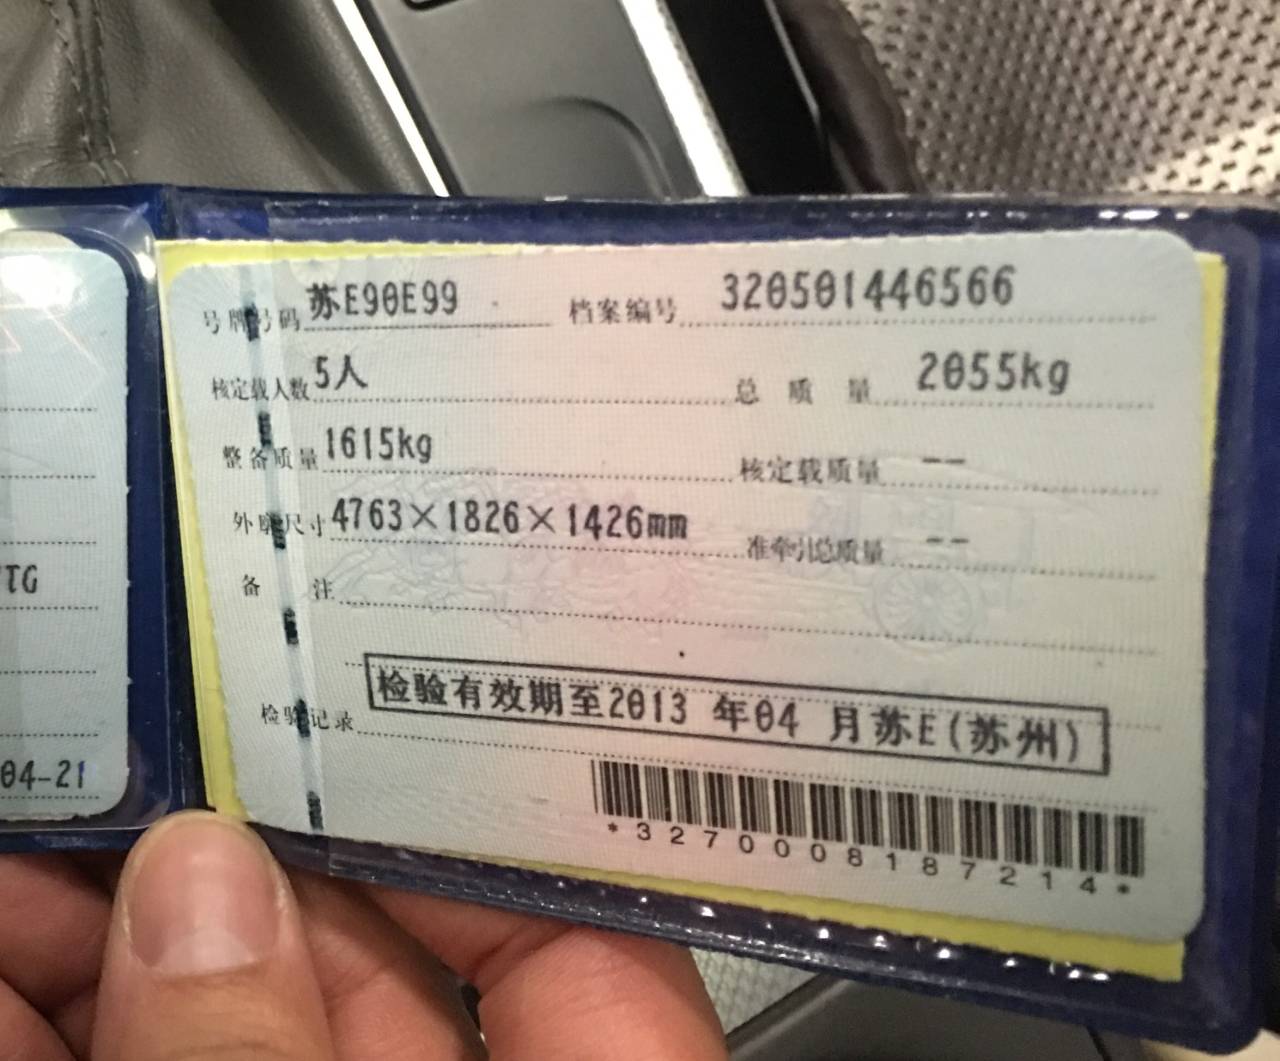 号牌号码 苏E90E99 档案编号 320501446566
核定载人数 5人 总质量 2055kg
整备质量 1615kg 核定载质量 --
外廓尺寸 4763×1826×1426mm 准牵引总质量 --
备注
检验记录 检验有效期至2013 年04 月苏E(苏州)
*3270008187214*
TG
04-21